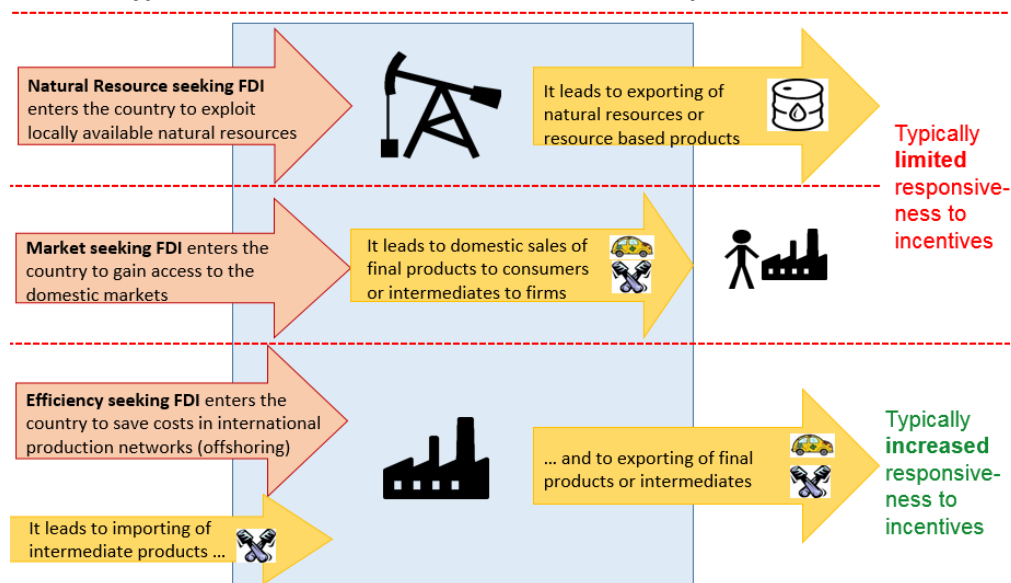 Natural Resource seeking FDI
enters the country to exploit
locally available natural resources
It leads to exporting of
natural resources or
resource based products
Typically
limited
responsive-
ness to
incentives
Market seeking FDI enters the
country to gain access to the
domestic markets
It leads to domestic sales of
final products to consumers
or intermediates to firms
Efficiency seeking FDI enters the
country to save costs in international
production networks (offshoring)
It leads to importing of
intermediate products ...
... and to exporting of final
products or intermediates
Typically
increased
responsive-
ness to
incentives